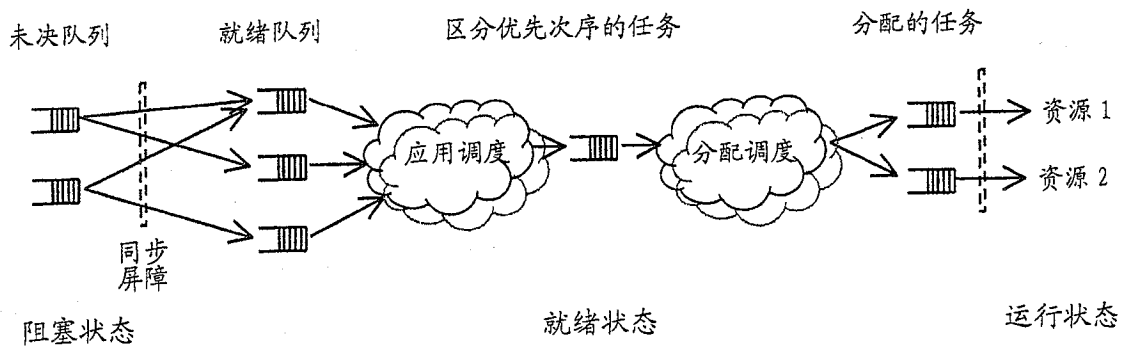 未决队列
就绪队列
区分优先次序的任务
分配的任务
应用调度
分配调度
资源1
资源2
同步
屏障
阻塞状态
就绪状态
运行状态